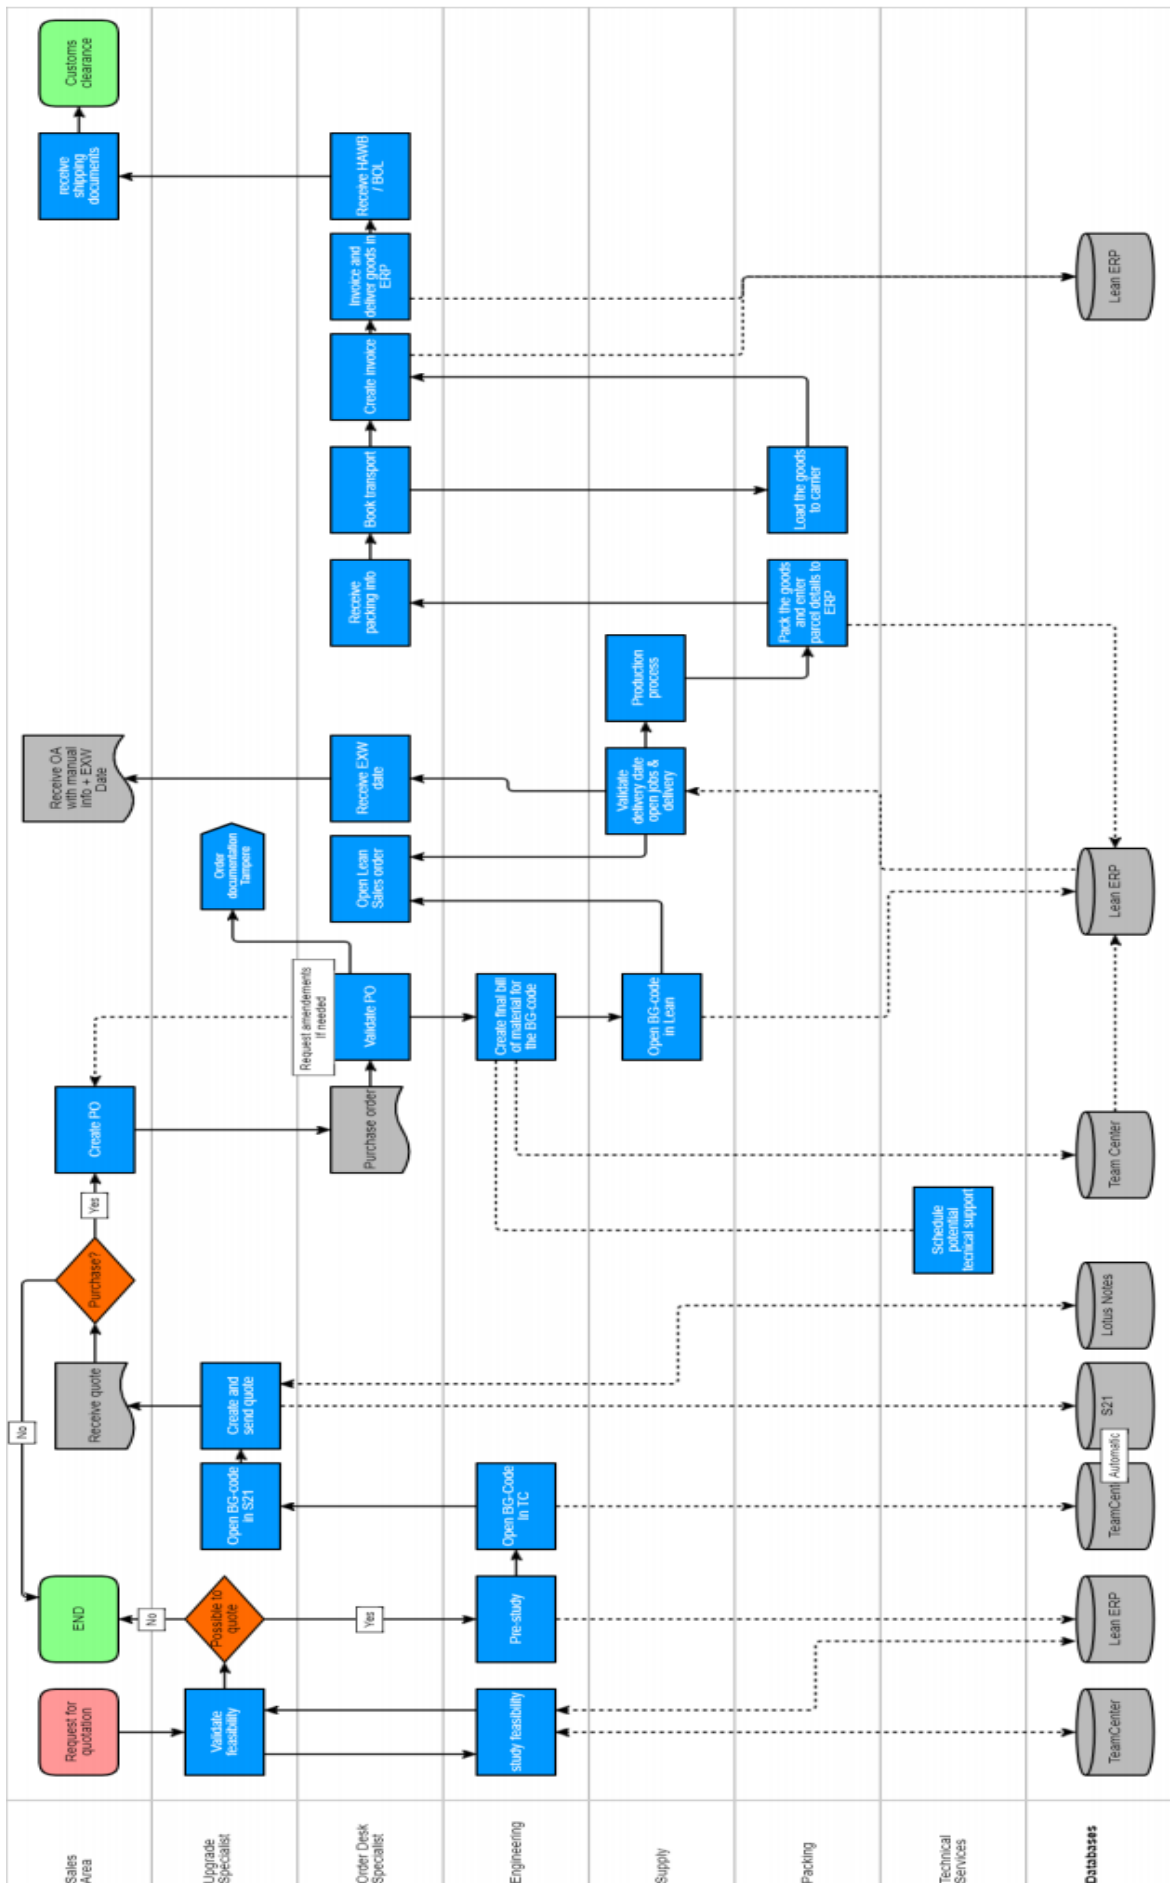 Sales
Area
Request for
quotation
END
No
Receive quote
Purchase?
Yes
Create PO
Receive OA
with manual
info + EXW
Date
receive
shipping
documents
Customs
clearance
Upgrade
Specialist
Validate
feasibility
No
Possible to
quote
Open BG-code
in S21
Create and
send quote
Order
documentation
Tampere
Order Desk
Specialist
Yes
Purchase order
Request amendements
if needed
Validate PO
Open Lean
Sales order
Receive EXW
date
Receive
packing info
Book transport
Create invoice
Invoice and
deliver goods in
ERP
Receive HAWB
/ BOL
Engineering
study feasibility
Pre-study
Open BG-Code
In TC
Create final bill
of material for
the BG-code
Supply
Open BG-code
in Lean
Validate
delivery date
open jobs &
delivery
Production
process
Packing
Pack the goods
and enter
parcel details to
ERP
Load the goods
to carrier
Technical
Services
Schedule
potential
tecnical support
Databases
TeamCenter
Lean ERP
TeamCent
Automatic
S21
Lotus Notes
Team Center
Lean ERP
Lean ERP